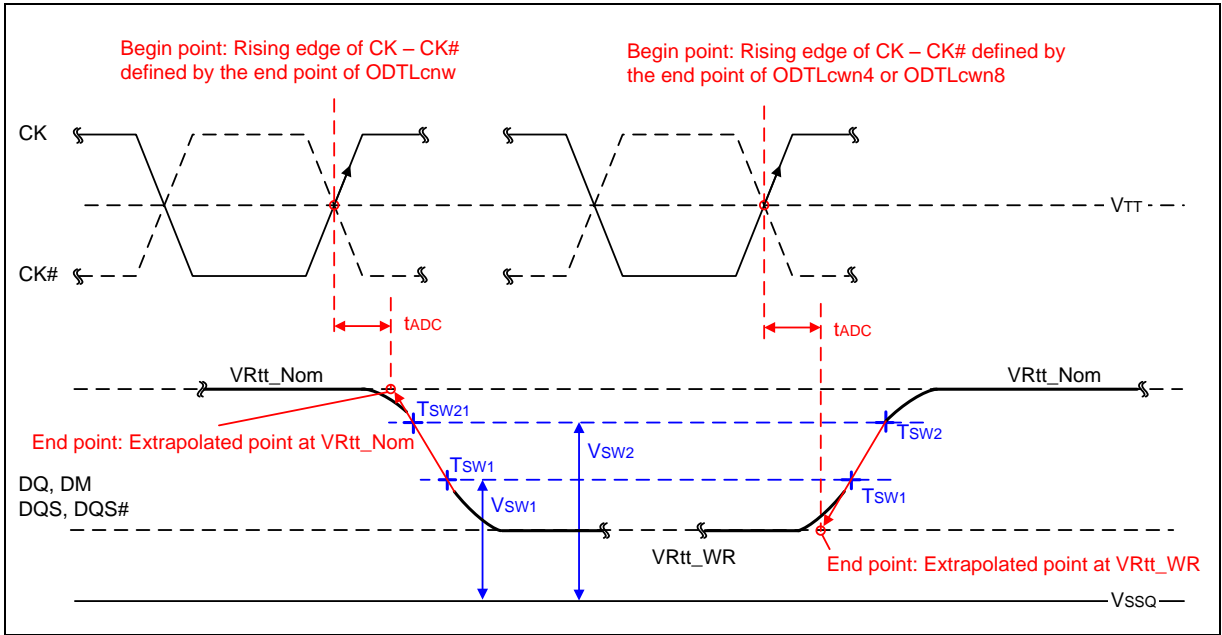 Begin point: Rising edge of CK – CK#
defined by the end point of ODTLcnw
Begin point: Rising edge of CK – CK# defined by
the end point of ODTLcwn4 or ODTLcwn8
CK
VTT
CK#
tADC
tADC
VRtt_Nom
VRtt_Nom
TSW21
TSW2
End point: Extrapolated point at VRtt_Nom
VSW2
TSW1
TSW1
DQ, DM
DQS, DQS#
VSW1
VRtt_WR
End point: Extrapolated point at VRtt_WR
VSSQ